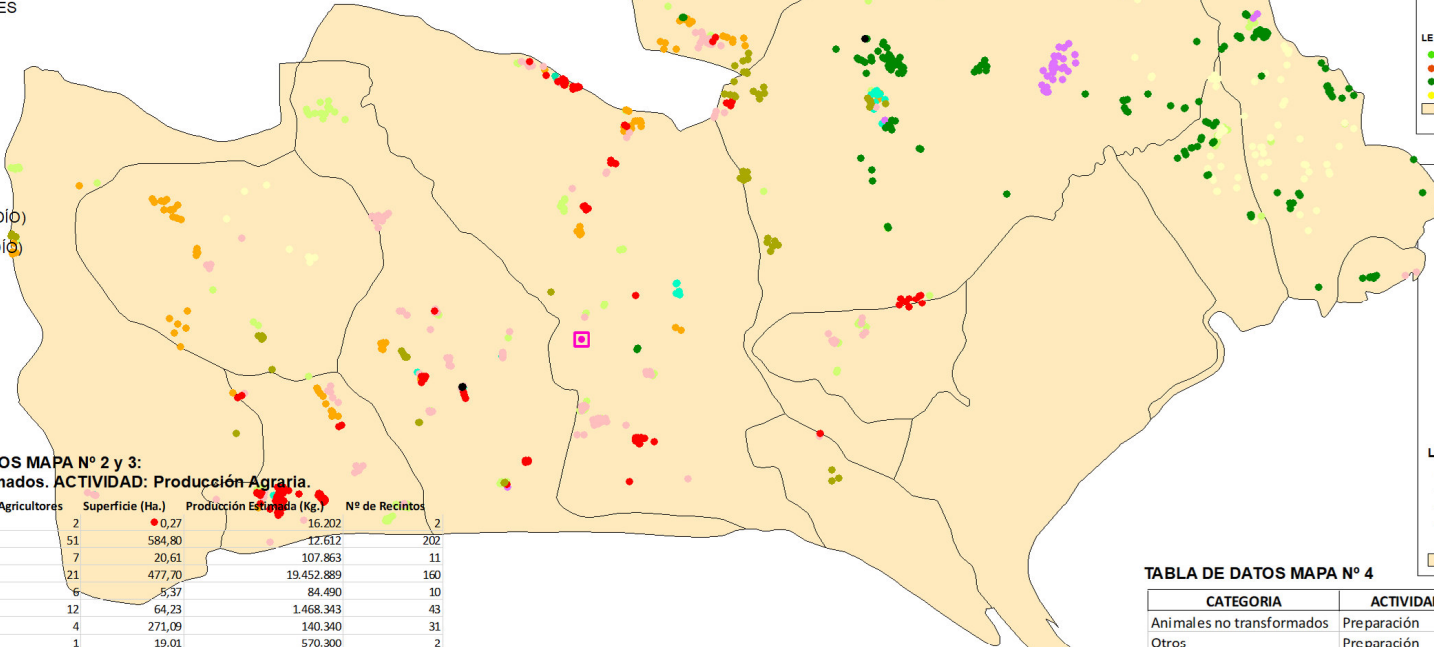 ES
LE
DÍO)
ÍO)
OS MAPA Nº 2 y 3:
mados. ACTIVIDAD: Producción Agraria.
Agricultores Superficie (Ha.) Producción Estimada (Kg.) Nº de Recintos
2 0,27 16.202 2
51 584,80 12.612 202
7 20,61 107.863 11
21 477,70 19.452.889 160
6 5,37 84.490 10
12 64,23 1.468.343 43
4 271,09 140.340 31
1 19,01 570.300 2
L
TABLA DE DATOS MAPA Nº 4
CATEGORIA ACTIVIDA
Animales no transformados Preparación
Otros Preparación